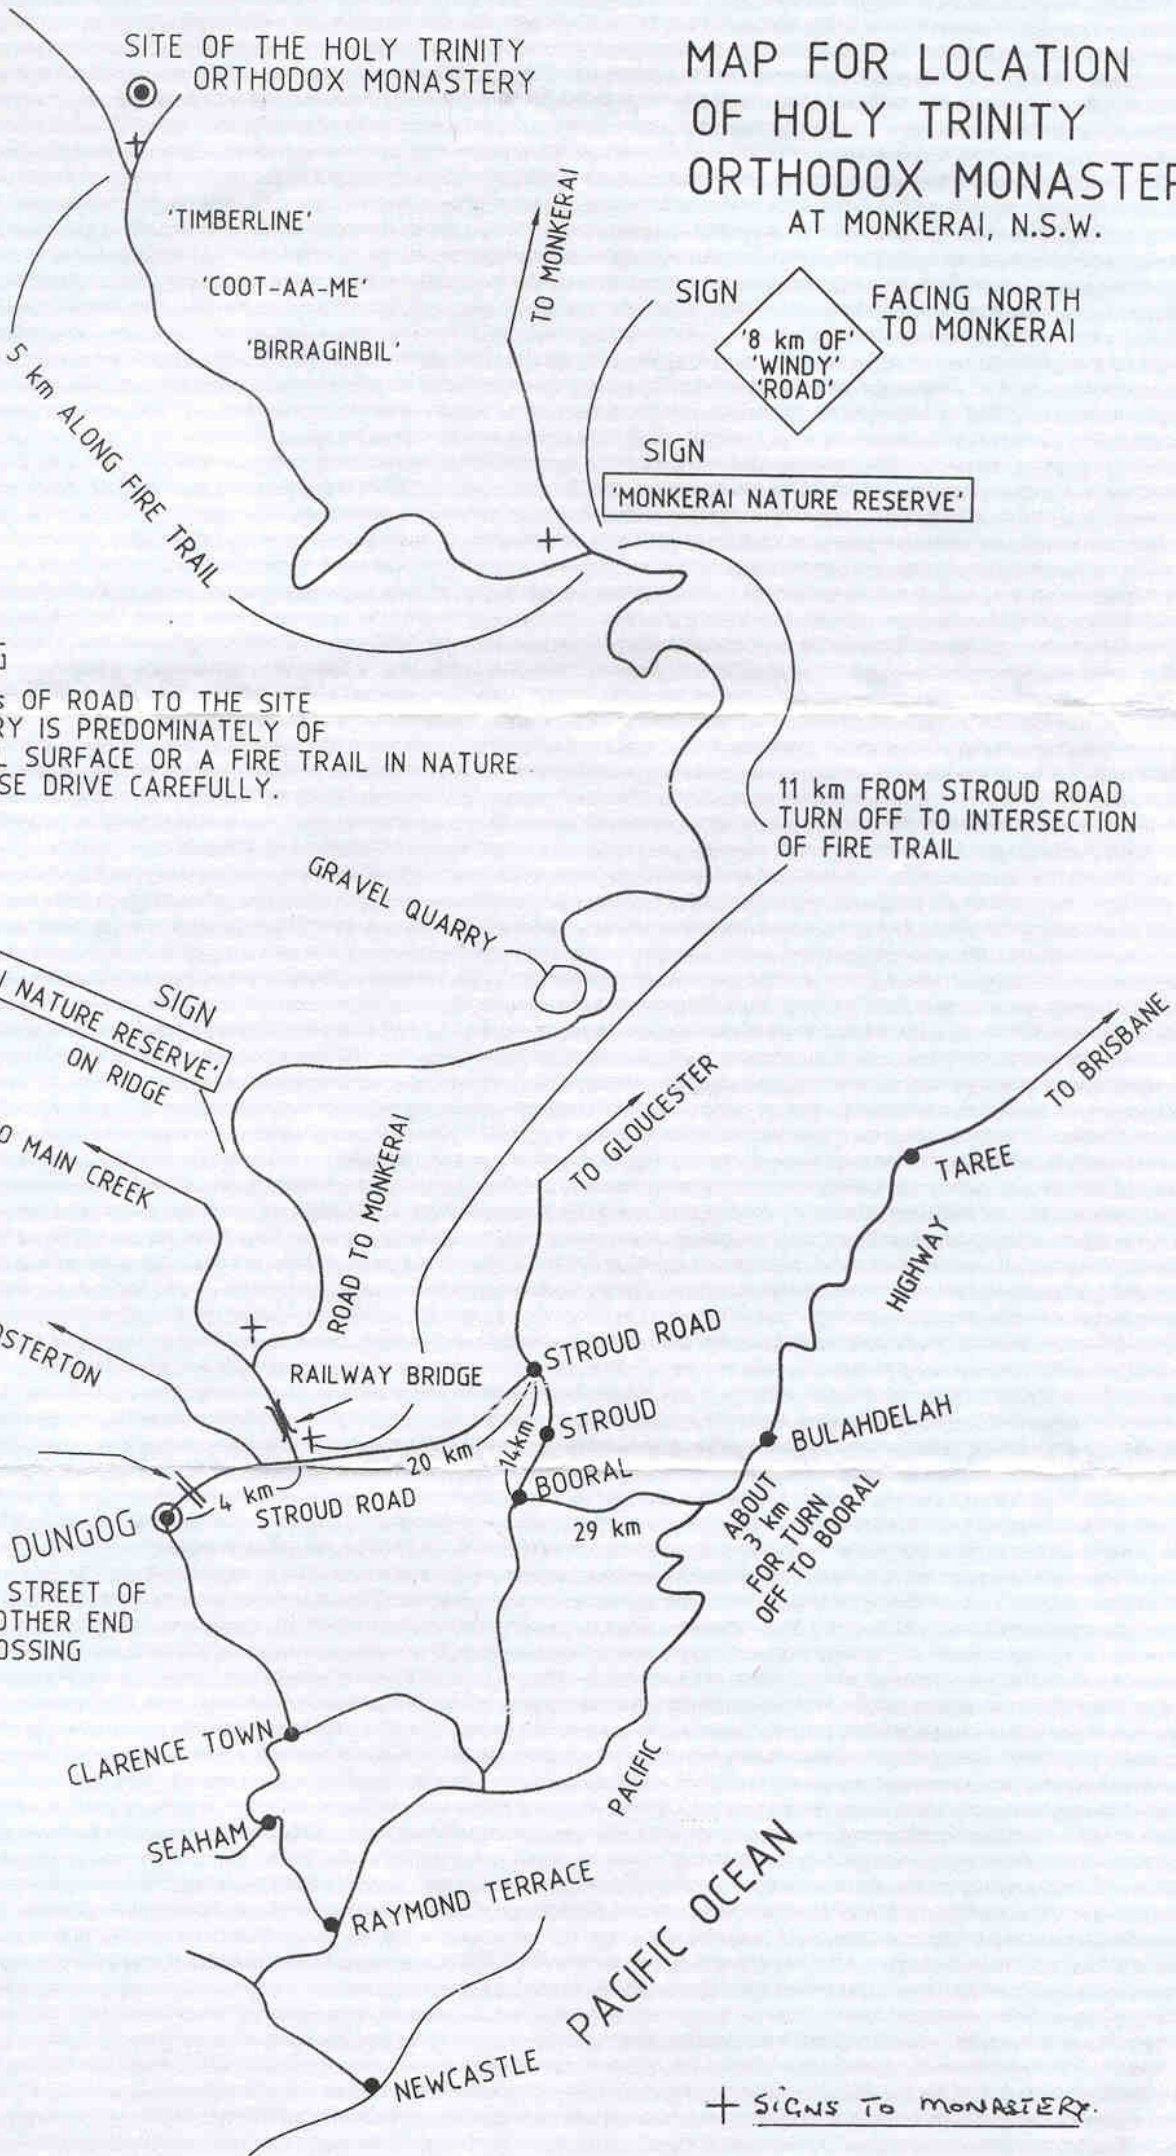 SITE OF THE HOLY TRINITY
ORTHODOX MONASTERY
MAP FOR LOCATION
OF HOLY TRINITY
ORTHODOX MONASTER
AT MONKERAI, N.S.W.
'TIMBERLINE'
'COOT-AA-ME'
'BIRRAGINBIL'
TO MONKERAI
SIGN
'8 km OF'
'WINDY'
'ROAD'
FACING NORTH
TO MONKERAI
SIGN
'MONKERAI NATURE RESERVE'
5 km ALONG FIRE TRAIL
G
s OF ROAD TO THE SITE
RY IS PREDOMINATELY OF
L SURFACE OR A FIRE TRAIL IN NATURE
SE DRIVE CAREFULLY.
11 km FROM STROUD ROAD
TURN OFF TO INTERSECTION
OF FIRE TRAIL
GRAVEL QUARRY
SIGN
I NATURE RESERVE'
ON RIDGE
O MAIN CREEK
ROAD TO MONKERAI
TO GLOUCESTER
TO BRISBANE
TAREE
HIGHWAY
STERTON
RAILWAY BRIDGE
STROUD ROAD
STROUD
14km
20 km
BOORAL
BULAHDELAH
4 km
STROUD ROAD
29 km
ABOUT
3 km
FOR TURN
OFF TO BOORAL
DUNGOG
STREET OF
OTHER END
OSSING
CLARENCE TOWN
SEAHAM
PACIFIC
RAYMOND TERRACE
PACIFIC OCEAN
NEWCASTLE
+ SIGNS TO MONASTERY.